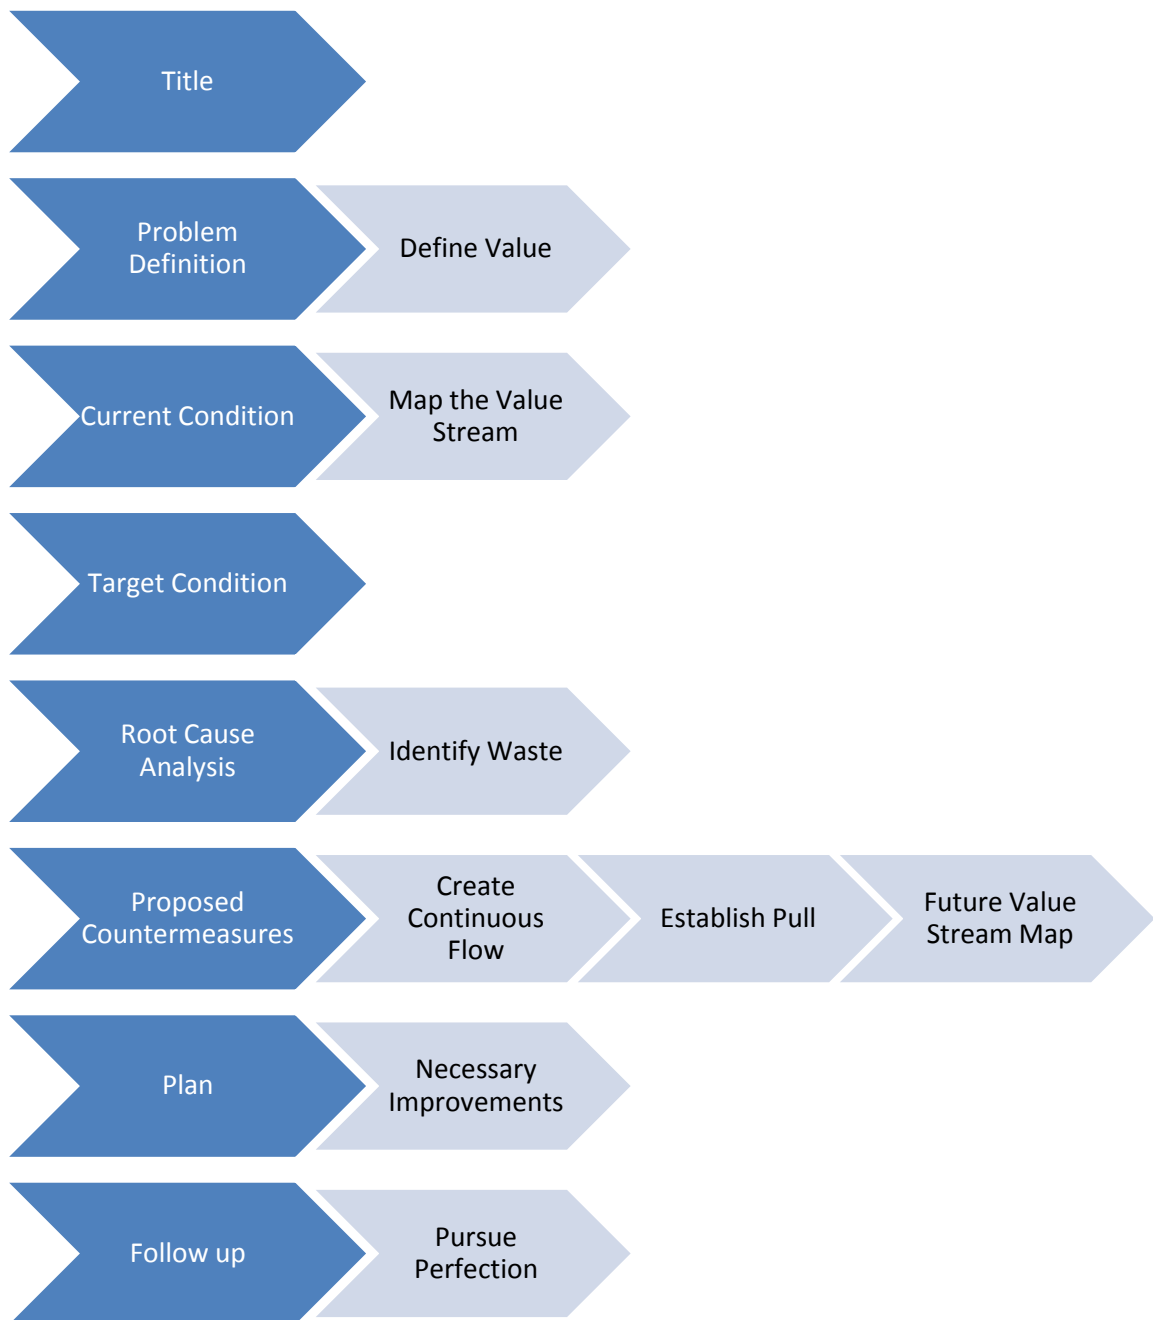 Title
Problem
Definition
Define Value
Current Condition
Map the Value
Stream
Target Condition
Root Cause
Analysis
Identify Waste
Proposed
Countermeasures
Create
Continuous
Flow
Establish Pull
Future Value
Stream Map
Plan
Necessary
Improvements
Follow up
Pursue
Perfection